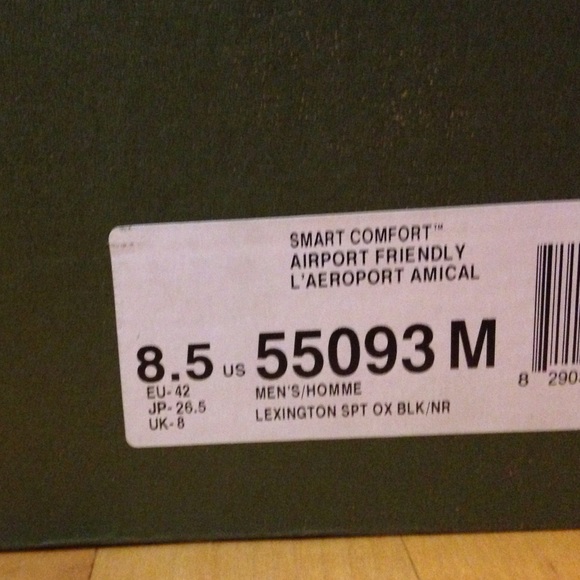 SMART COMFORT™
AIRPORT FRIENDLY
L'AEROPORT AMICAL
8.5 US 55093 M
EU-42
JP-26.5
UK-8
MEN'S/HOMME
LEXINGTON SPT OX BLK/NR
8 290